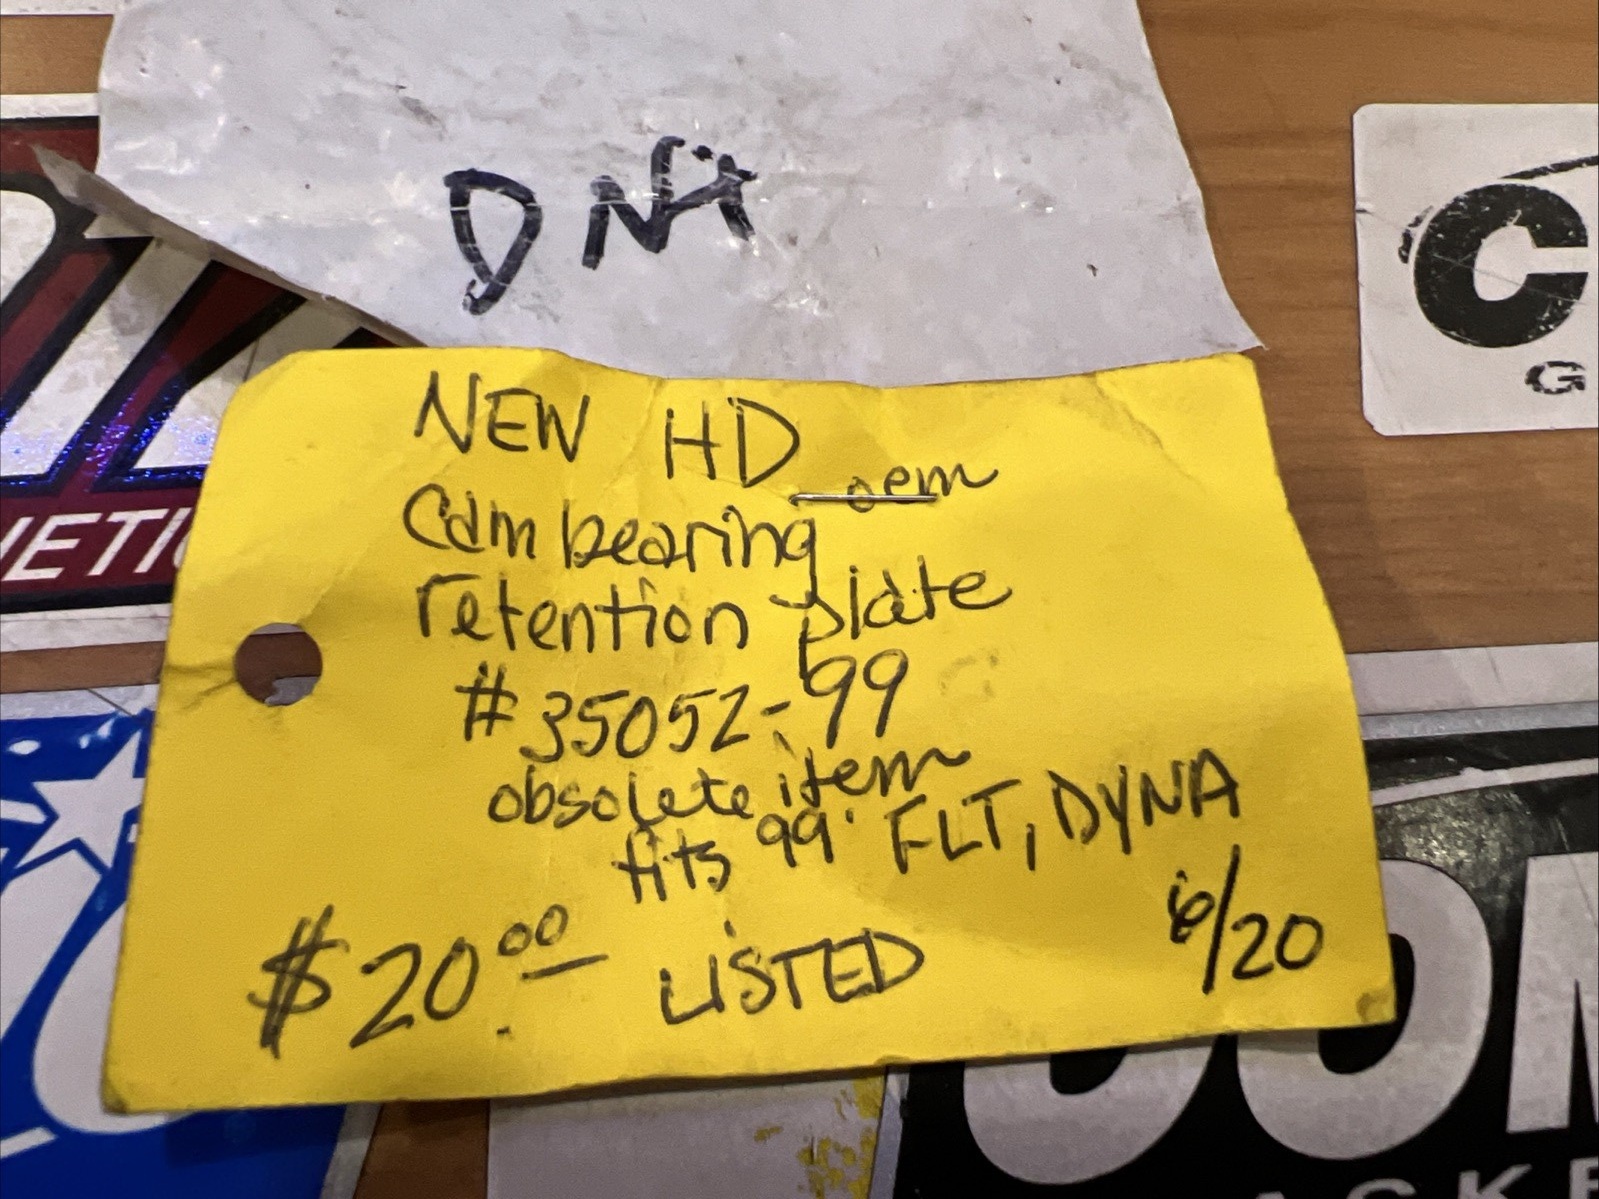 DNA
NEW HD oem
Cam bearing
retention plate
#35052-99
obsolete item
fits 99' FLT, DYNA
$20.00 LISTED 6/20
C
G
NETIC